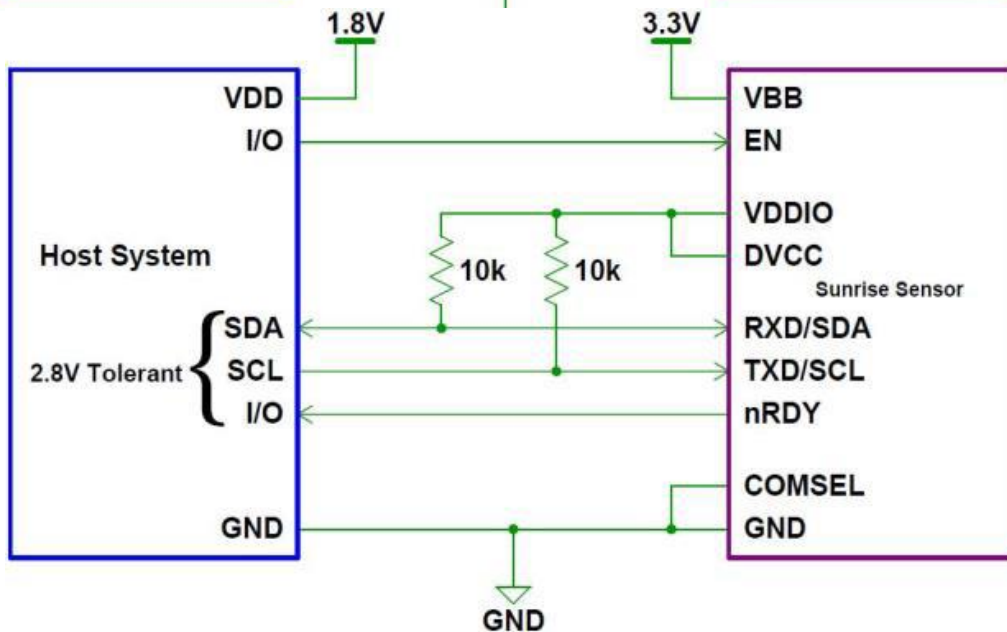 1.8V
3.3V
VDD
VBB
I/O
EN
VDDIO
Host System
10k
10k
DVCC
Sunrise Sensor
SDA
RXD/SDA
2.8V Tolerant
SCL
TXD/SCL
I/O
nRDY
COMSEL
GND
GND
GND